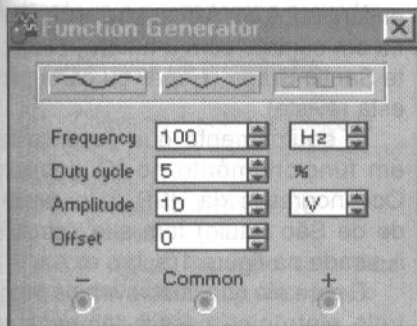 Function Generator
Frequency 100 Hz
Duty cycle 5 %
Amplitude 10 V
Offset 0
− Common +